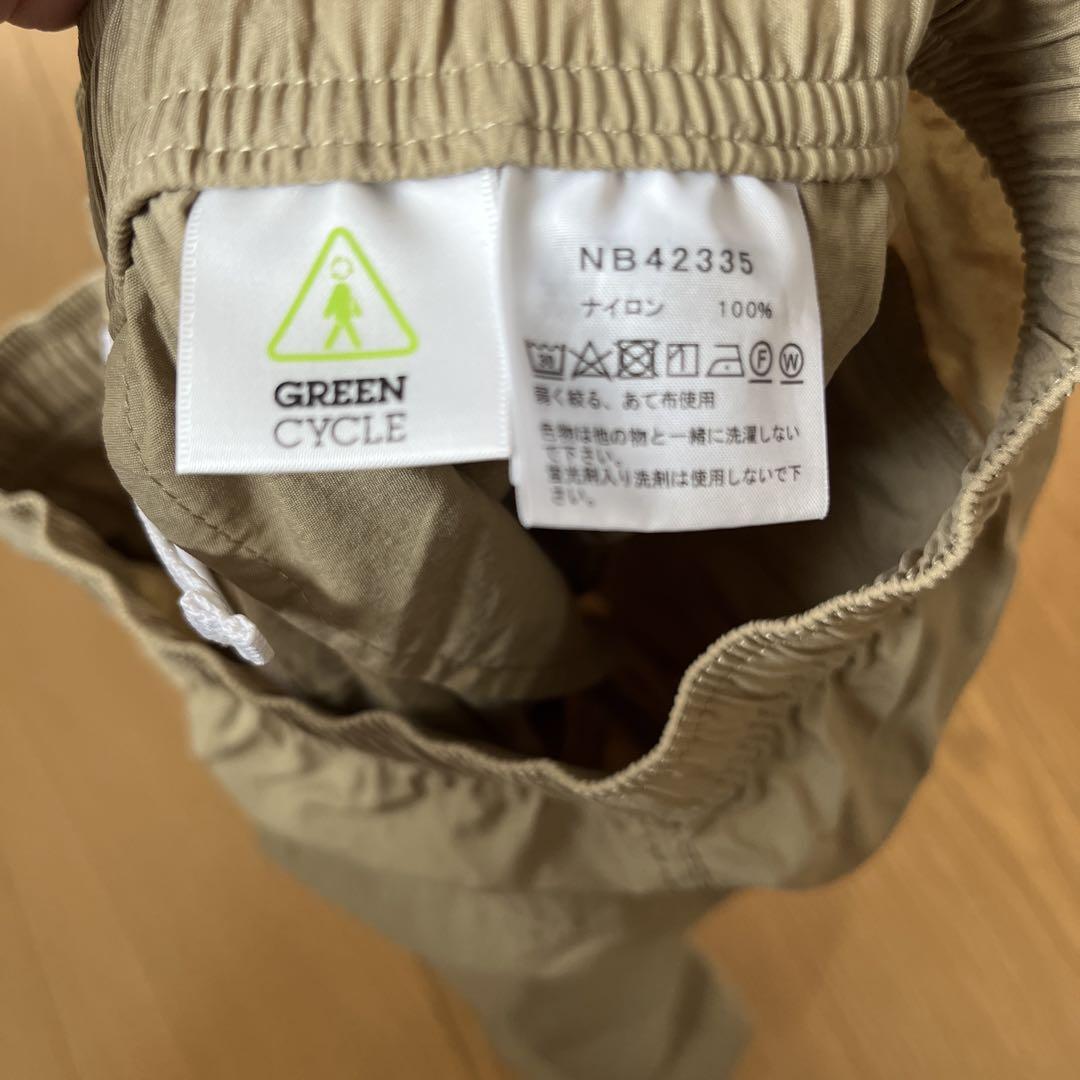 GREEN
CYCLE
NB42335
ナイロン 100%
30
F W
弱く絞る、あて布使用
色物は他の物と一緒に洗濯しない
で下さい。
蛍光剤入り洗剤は使用しないで下
さい。